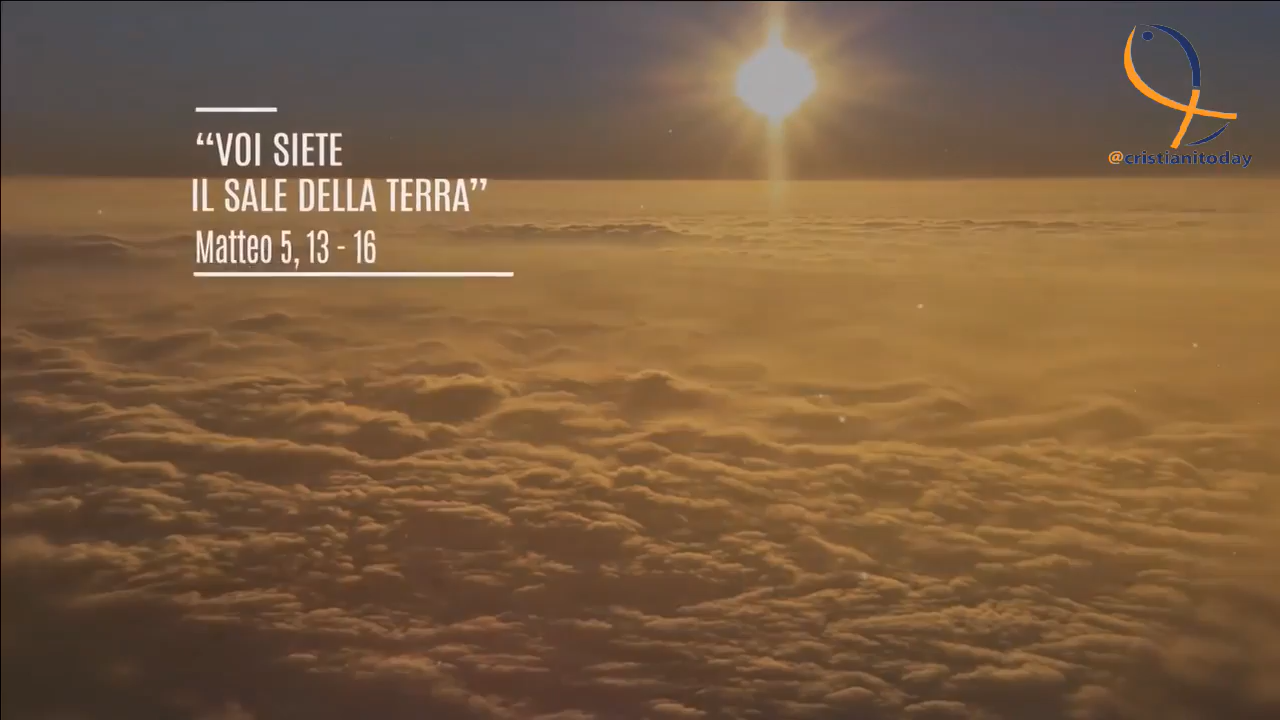 “VOI SIETE
IL SALE DELLA TERRA”
Matteo 5, 13 - 16
@cristianitoday